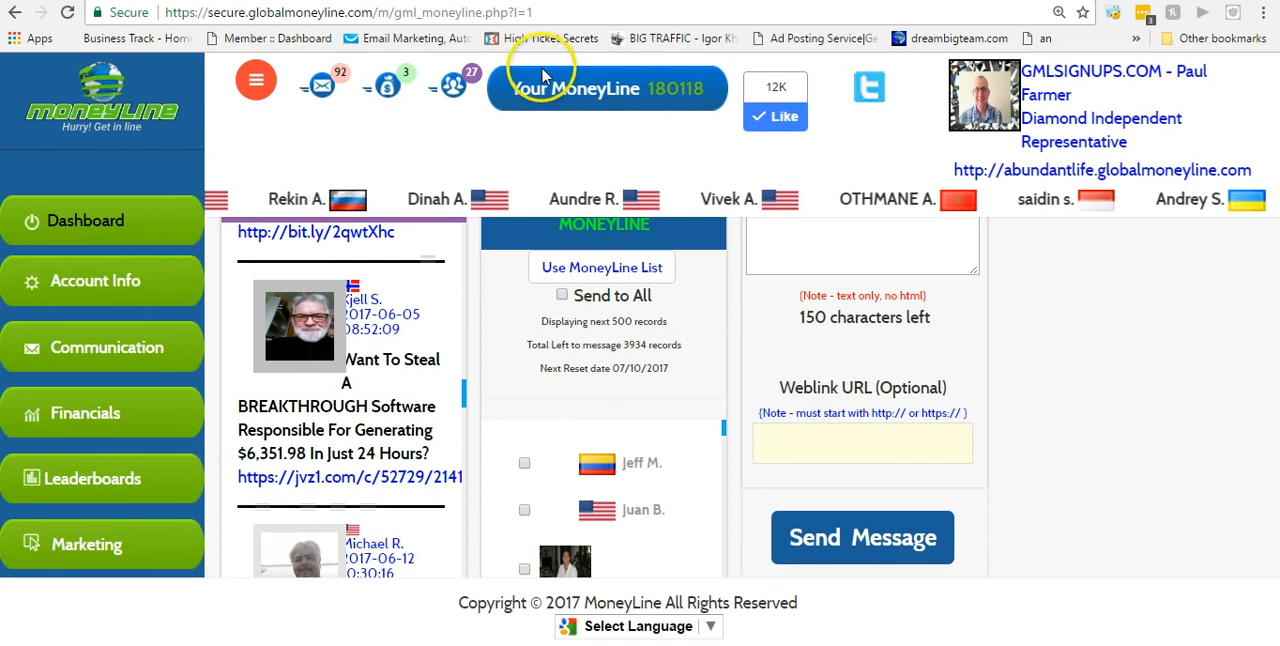 Secure https://secure.globalmoneyline.com/m/gml_moneyline.php?l=1
3
Apps Business Track - Home Member :: Dashboard Email Marketing, Auto High Ticket Secrets BIG TRAFFIC - Igor Kh Ad Posting Service|Ge dreambigteam.com an » Other bookmarks
MONEYLINE
Hurry! Get in line
92 3 27
Your MoneyLine 180118
12K
Like
GMLSIGNUPS.COM - Paul
Farmer
Diamond Independent
Representative
http://abundantlife.globalmoneyline.com
Rekin A. Dinah A. Aundre R. Vivek A. OTHMANE A. saidin s. Andrey S.
Dashboard
Account Info
Communication
Financials
Leaderboards
Marketing
http://bit.ly/2qwtXhc
Kjell S.
2017-06-05
08:52:09
Want To Steal
A
BREAKTHROUGH Software
Responsible For Generating
$6,351.98 In Just 24 Hours?
https://jvz1.com/c/52729/2141
Michael R.
2017-06-12
10:30:16
MONEYLINE
Use MoneyLine List
Send to All
Displaying next 500 records
Total Left to message 3934 records
Next Reset date 07/10/2017
Jeff M.
Juan B.
{Note - text only, no html}
150 characters left
Weblink URL (Optional)
{Note - must start with http:// or https:// }
Send Message
Copyright © 2017 MoneyLine All Rights Reserved
Select Language ▼